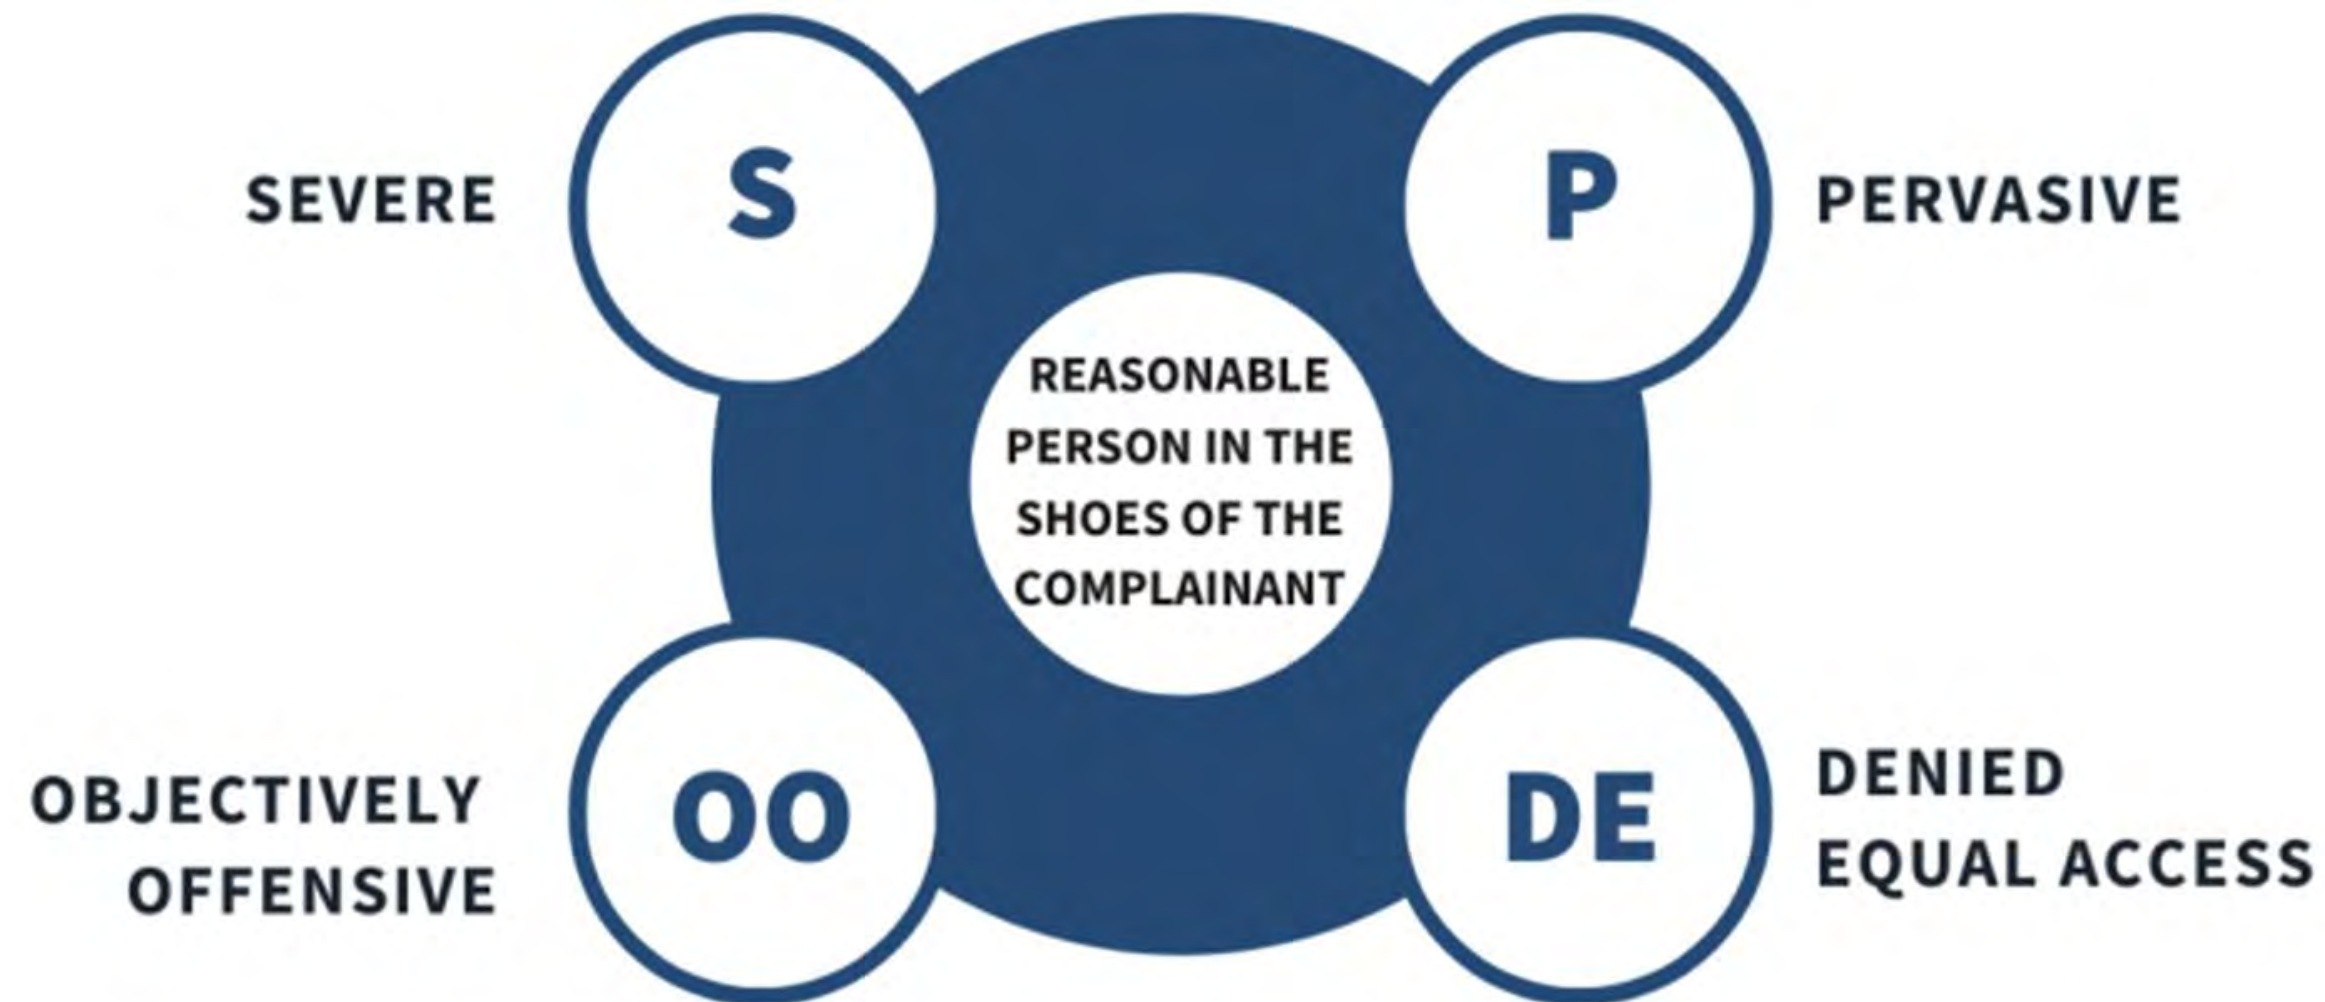 SEVERE
S
P
PERVASIVE
REASONABLE
PERSON IN THE
SHOES OF THE
COMPLAINANT
OBJECTIVELY
OFFENSIVE
OO
DE
DENIED
EQUAL ACCESS